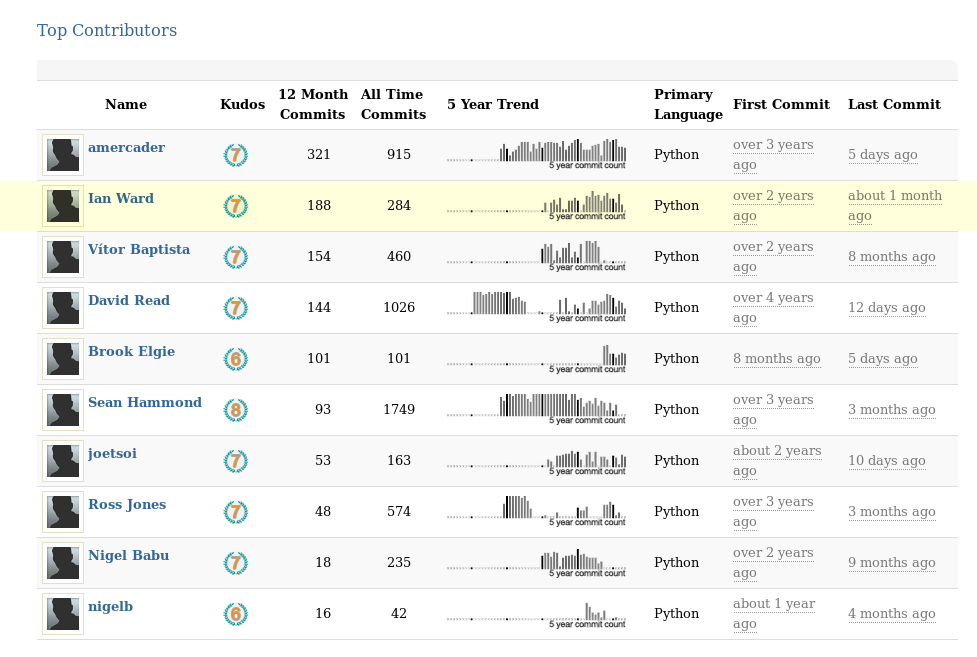 Top Contributors
Name Kudos 12 Month Commits All Time Commits 5 Year Trend Primary Language First Commit Last Commit
amercader 7 321 915 5 year commit count Python over 3 years ago 5 days ago
Ian Ward 7 188 284 5 year commit count Python over 2 years ago about 1 month ago
Vítor Baptista 7 154 460 5 year commit count Python over 2 years ago 8 months ago
David Read 7 144 1026 5 year commit count Python over 4 years ago 12 days ago
Brook Elgie 6 101 101 5 year commit count Python 8 months ago 5 days ago
Sean Hammond 8 93 1749 5 year commit count Python over 3 years ago 3 months ago
joetsoi 7 53 163 5 year commit count Python about 2 years ago 10 days ago
Ross Jones 7 48 574 5 year commit count Python over 3 years ago 3 months ago
Nigel Babu 7 18 235 5 year commit count Python over 2 years ago 9 months ago
nigelb 6 16 42 5 year commit count Python about 1 year ago 4 months ago